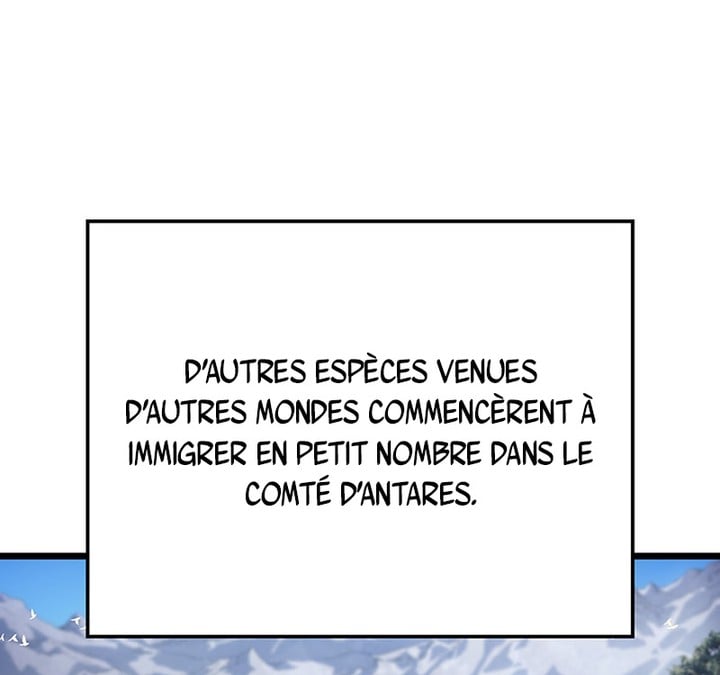 D'AUTRES ESPÈCES VENUES
D'AUTRES MONDES COMMENCÈRENT À
IMMIGRER EN PETIT NOMBRE DANS LE
COMTÉ D'ANTARES.